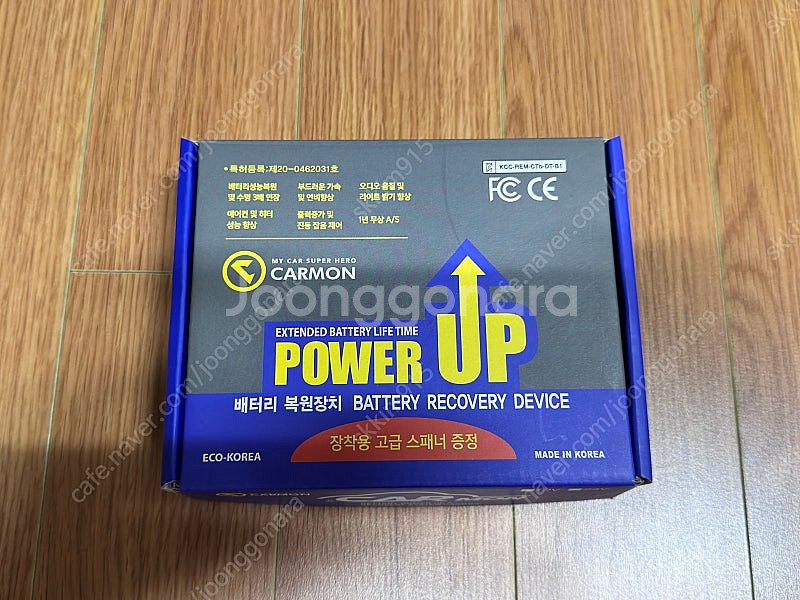 KCC-REM-CTb-DT-B1
• 특허등록:제20-0462031호
배터리성능복원
및 수명 3배 연장
부드러운 가속
및 연비향상
오디오 음질 및
라이트 밝기 향상
FC CE
에어컨 및 히터
성능 향상
출력증가 및
진동 잡음 제어
1년 무상 A/S
MY CAR SUPER HERO
CARMON
Joonggonara
EXTENDED BATTERY LIFE TIME
POWER UP
배터리 복원장치 BATTERY RECOVERY DEVICE
장착용 고급 스패너 증정
ECO-KOREA
MADE IN KOREA
CARMON
cafe.naver.com/joonggonara
skkim915